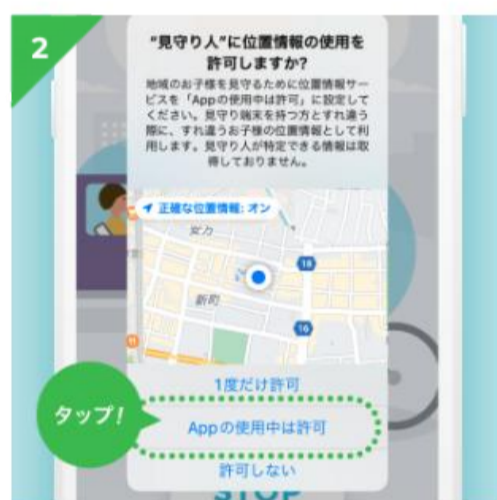 2
“見守り人”に位置情報の使用を
許可しますか?
地域のお子様を見守るために位置情報サー
ビスを「Appの使用中は許可」に設定して
ください。見守り端末を持つ方とすれ違う
際に、すれ違うお子様の位置情報として利
用します。見守り人が特定できる情報は取
得しておりません。
正確な位置情報: オン
18
新町
16
1度だけ許可
タップ!
Appの使用中は許可
許可しない
STOP